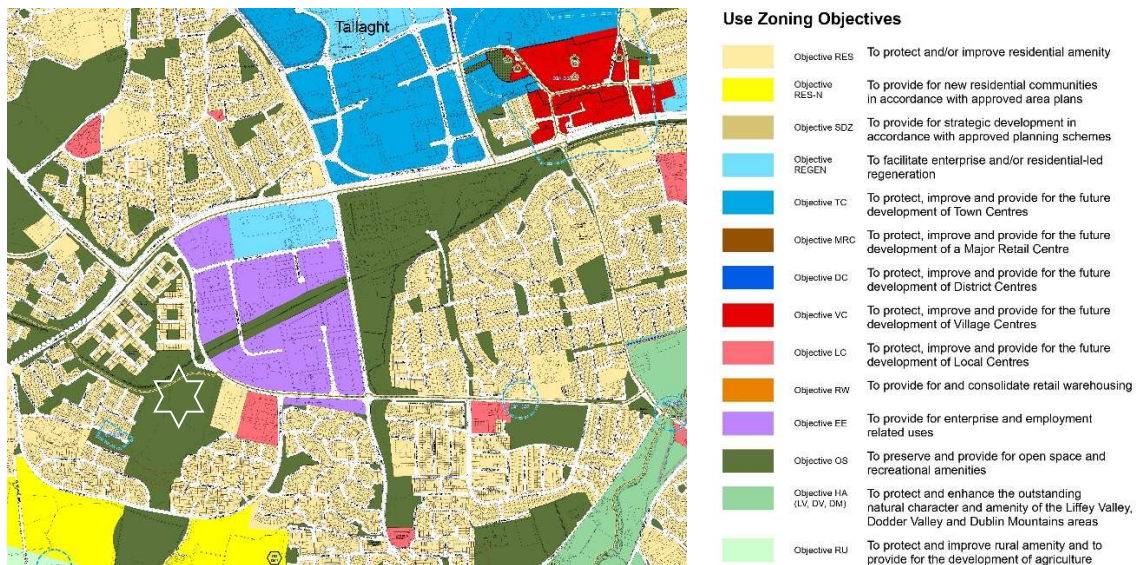 Tallaght
Use Zoning Objectives
Objective RES To protect and/or improve residential amenity
Objective
RES-N
To provide for new residential communities
in accordance with approved area plans
Objective SDZ
To provide for strategic development in
accordance with approved planning schemes
Objective
REGEN
To facilitate enterprise and/or residential-led
regeneration
Objective TC
To protect, improve and provide for the future
development of Town Centres
Objective MRC
To protect, improve and provide for the future
development of a Major Retail Centre
Objective DC
To protect, improve and provide for the future
development of District Centres
Objective VC
To protect, improve and provide for the future
development of Village Centres
Objective LC
To protect, improve and provide for the future
development of Local Centres
Objective RW To provide for and consolidate retail warehousing
Objective EE
To provide for enterprise and employment
related uses
Objective OS
To preserve and provide for open space and
recreational amenities
Objective HA
(LV, DV, DM)
To protect and enhance the outstanding
natural character and amenity of the Liffey Valley,
Dodder Valley and Dublin Mountains areas
Objective RU
To protect and improve rural amenity and to
provide for the development of agriculture